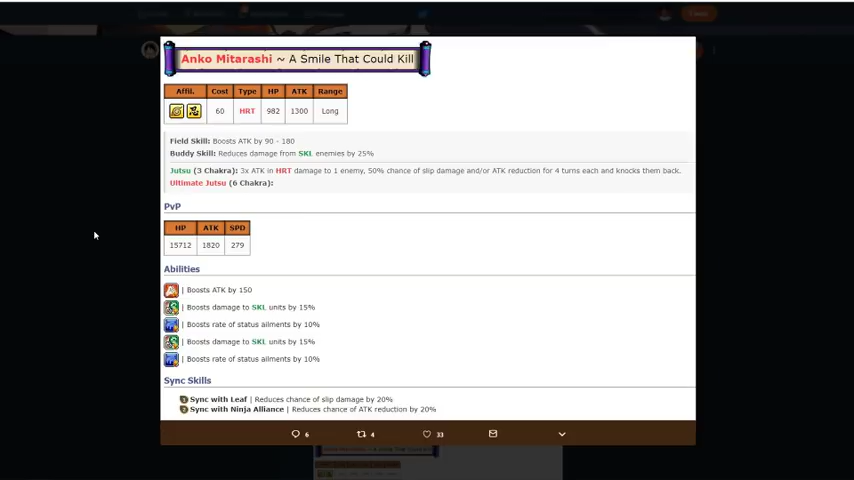 Anko Mitarashi ~ A Smile That Could Kill
Affil. Cost Type HP ATK Range
60 HRT 982 1300 Long
Field Skill: Boosts ATK by 90 - 180
Buddy Skill: Reduces damage from SKL enemies by 25%
Jutsu (3 Chakra): 3x ATK in HRT damage to 1 enemy, 50% chance of slip damage and/or ATK reduction for 4 turns each and knocks them back.
Ultimate Jutsu (6 Chakra):
PvP
HP ATK SPD
15712 1820 279
Abilities
| Boosts ATK by 150
| Boosts damage to SKL units by 15%
| Boosts rate of status ailments by 10%
| Boosts damage to SKL units by 15%
| Boosts rate of status ailments by 10%
Sync Skills
1 Sync with Leaf | Reduces chance of slip damage by 20%
2 Sync with Ninja Alliance | Reduces chance of ATK reduction by 20%
6 4 33